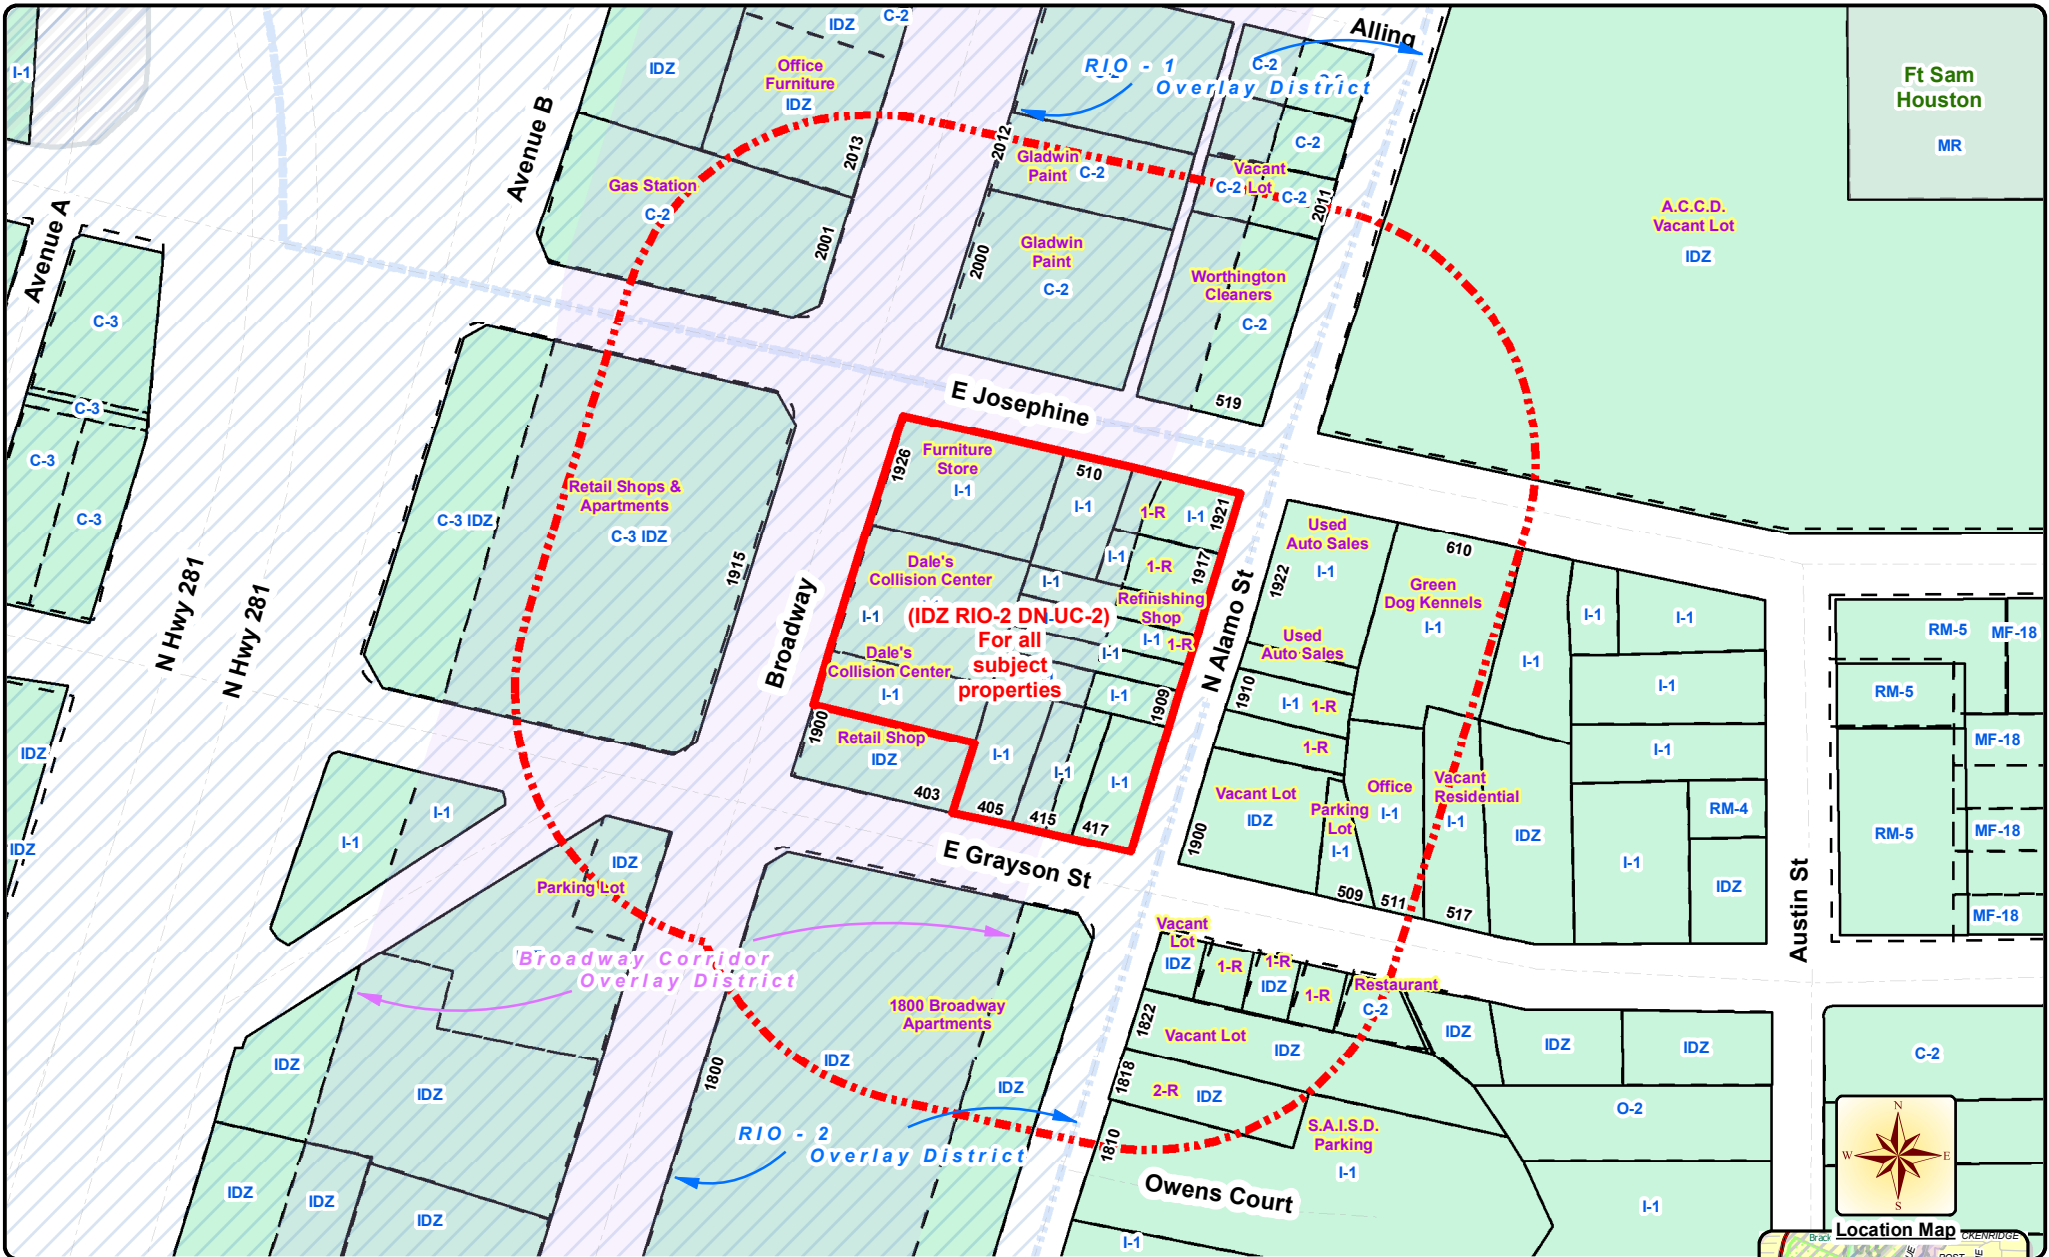 I-1
IDZ
Office
Furniture
IDZ
IDZ
C-2
RIO - 1
Overlay District
C-2
Alling
Ft Sam
Houston
MR
Avenue B
2013
2012
Gladwin
Paint
C-2
C-2
Vacant
Lot
C-2
C-2
2011
Gas Station
C-2
2001
2000
Gladwin
Paint
C-2
Worthington
Cleaners
C-2
519
A.C.C.D.
Vacant Lot
IDZ
Avenue A
C-3
C-3
C-3
C-3
N Hwy 281
N Hwy 281
E Josephine
Retail Shops &
Apartments
C-3 IDZ
C-3 IDZ
1915
Broadway
1926
Furniture
Store
I-1
510
I-1
1-R
I-1
1921
I-1
1-R
1917
Dale's
Collision Center
I-1
I-1
(IDZ RIO-2 DN UC-2)
For all
subject
properties
Refinishing
Shop
I-1
1-R
I-1
Dale's
Collision Center
I-1
I-1
1909
1900
Retail Shop
IDZ
403
I-1
I-1
I-1
405
415
417
N Alamo St
E Grayson St
Used
Auto Sales
I-1
1922
Used
Auto Sales
1910
I-1
1-R
1-R
Vacant Lot
IDZ
1900
610
Green
Dog Kennels
I-1
Office
I-1
Parking
Lot
I-1
Vacant
Residential
I-1
IDZ
509
511
517
I-1
I-1
I-1
I-1
I-1
I-1
RM-4
IDZ
Austin St
RM-5
MF-18
RM-5
MF-18
RM-5
MF-18
MF-18
IDZ
IDZ
I-1
I-1
IDZ
Parking Lot
Broadway Corridor
Overlay District
1800 Broadway
Apartments
IDZ
IDZ
1800
RIO - 2
Overlay District
IDZ
IDZ
IDZ
IDZ
IDZ
Vacant
Lot
IDZ
1-R
1-R
IDZ
1-R
Restaurant
C-2
1822
Vacant Lot
IDZ
1818
2-R
IDZ
1810
S.A.I.S.D.
Parking
I-1
Owens Court
I-1
IDZ
IDZ
IDZ
O-2
I-1
C-2
N
W
E
S
Location Map
Brack
CKENRIDGE